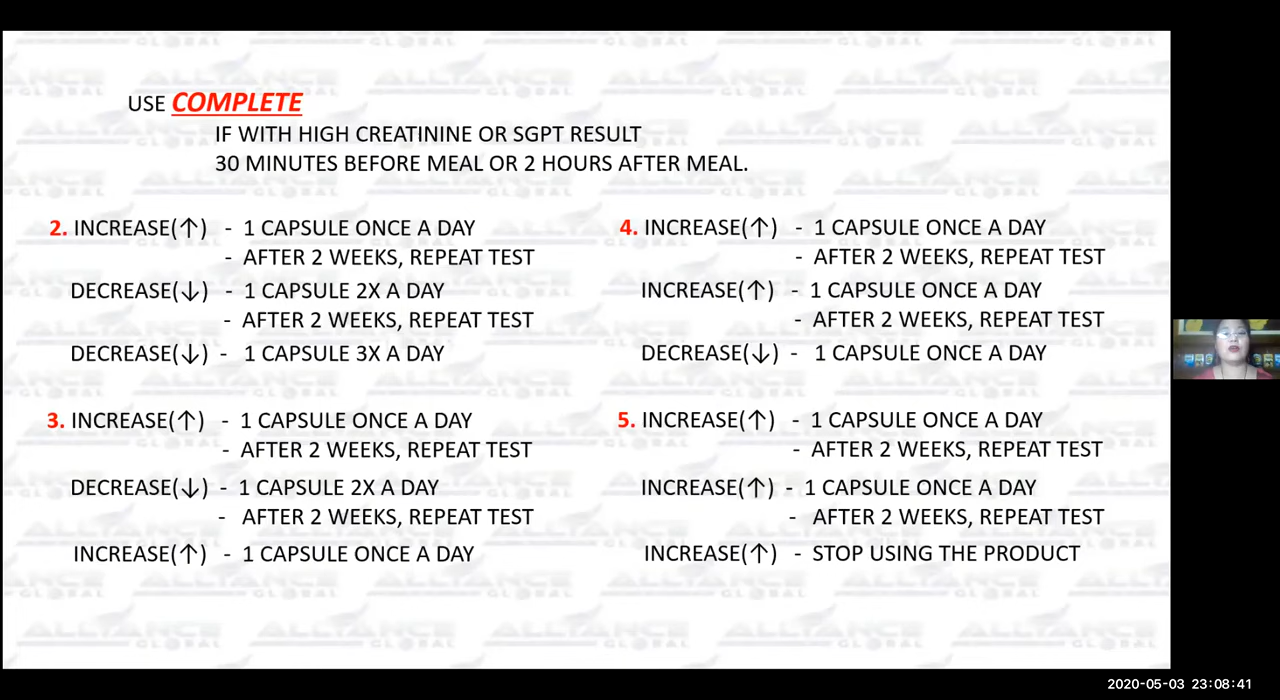 USE COMPLETE
IF WITH HIGH CREATININE OR SGPT RESULT
30 MINUTES BEFORE MEAL OR 2 HOURS AFTER MEAL.
2. INCREASE(↑) - 1 CAPSULE ONCE A DAY
- AFTER 2 WEEKS, REPEAT TEST
DECREASE(↓) - 1 CAPSULE 2X A DAY
- AFTER 2 WEEKS, REPEAT TEST
DECREASE(↓) - 1 CAPSULE 3X A DAY
3. INCREASE(↑) - 1 CAPSULE ONCE A DAY
- AFTER 2 WEEKS, REPEAT TEST
DECREASE(↓) - 1 CAPSULE 2X A DAY
- AFTER 2 WEEKS, REPEAT TEST
INCREASE(↑) - 1 CAPSULE ONCE A DAY
4. INCREASE(↑) - 1 CAPSULE ONCE A DAY
- AFTER 2 WEEKS, REPEAT TEST
INCREASE(↑) - 1 CAPSULE ONCE A DAY
- AFTER 2 WEEKS, REPEAT TEST
DECREASE(↓) - 1 CAPSULE ONCE A DAY
5. INCREASE(↑) - 1 CAPSULE ONCE A DAY
- AFTER 2 WEEKS, REPEAT TEST
INCREASE(↑) - 1 CAPSULE ONCE A DAY
- AFTER 2 WEEKS, REPEAT TEST
INCREASE(↑) - STOP USING THE PRODUCT
ALLIANCE
GLOBAL
2020-05-03 23:08:41